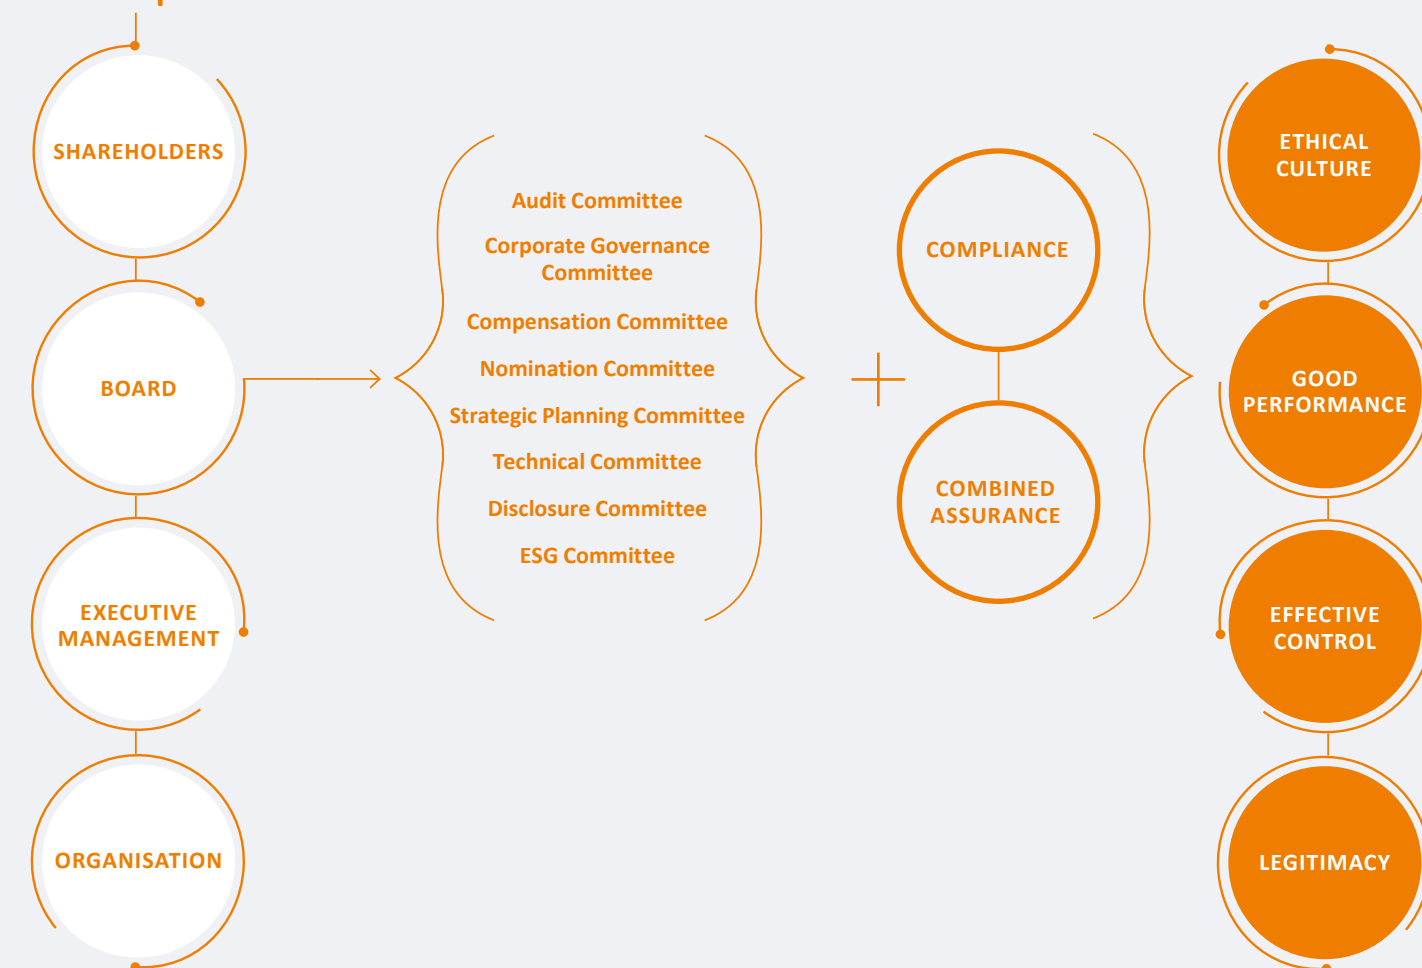 SHAREHOLDERS
BOARD
EXECUTIVE
MANAGEMENT
ORGANISATION
Audit Committee
Corporate Governance
Committee
Compensation Committee
Nomination Committee
Strategic Planning Committee
Technical Committee
Disclosure Committee
ESG Committee
COMPLIANCE
COMBINED
ASSURANCE
ETHICAL
CULTURE
GOOD
PERFORMANCE
EFFECTIVE
CONTROL
LEGITIMACY